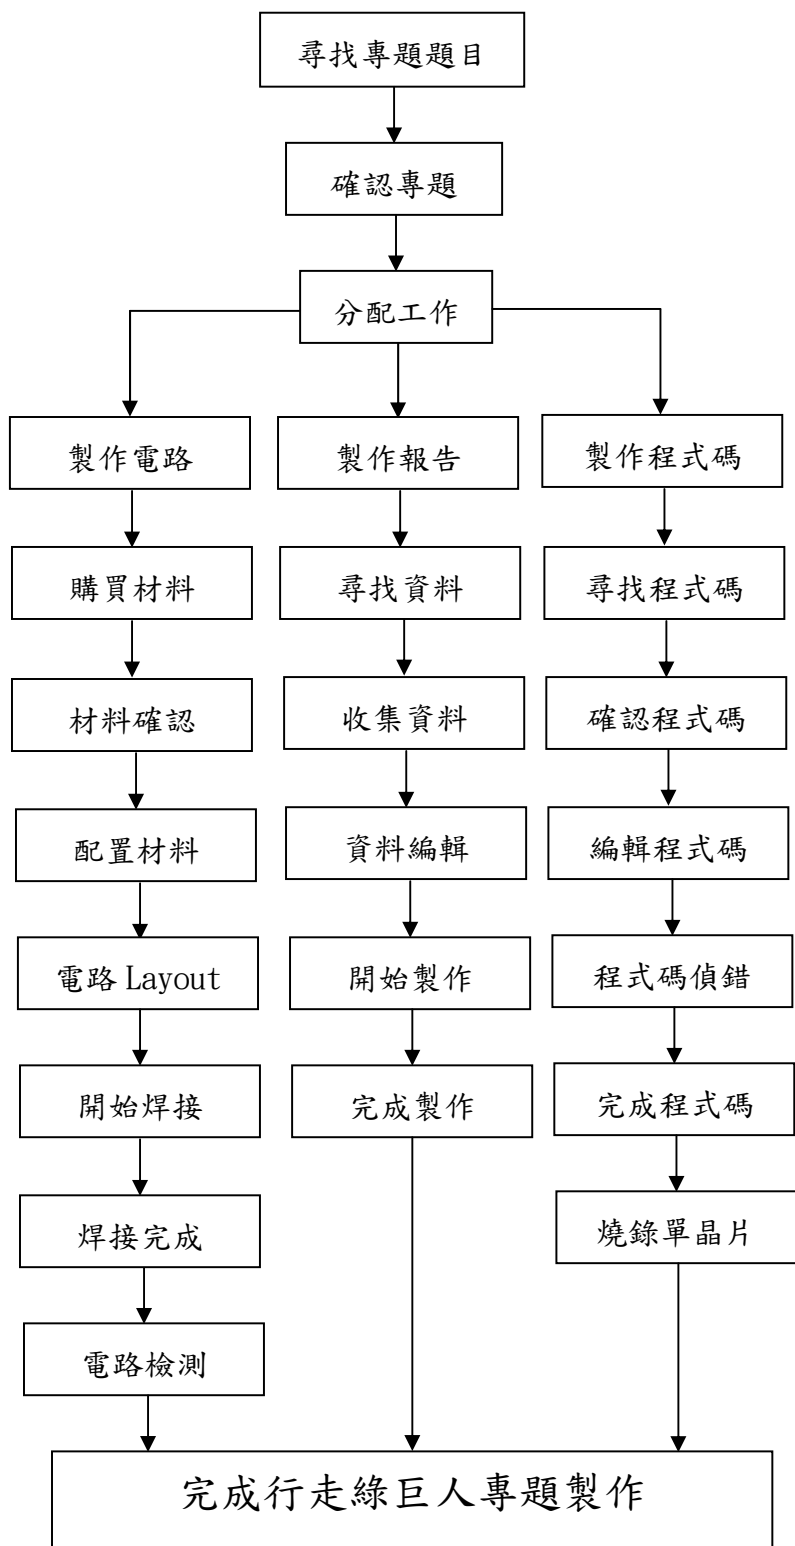 尋找專題題目
確認專題
分配工作
製作電路
購買材料
材料確認
配置材料
電路 Layout
開始焊接
焊接完成
電路檢測
製作報告
尋找資料
收集資料
資料編輯
開始製作
完成製作
製作程式碼
尋找程式碼
確認程式碼
編輯程式碼
程式碼偵錯
完成程式碼
燒錄單晶片
完成行走綠巨人專題製作